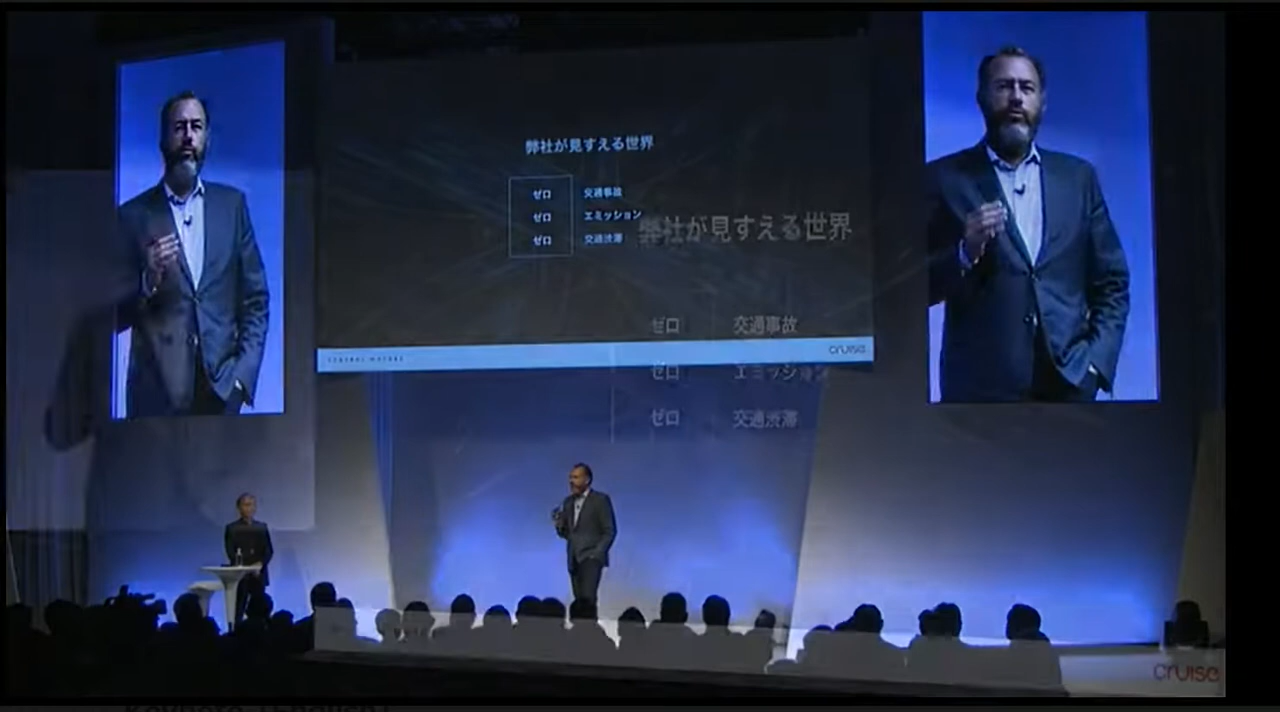 弊社が見すえる世界
ゼロ 交通事故
ゼロ エミッション
ゼロ 交通渋滞
弊社が見すえる世界
ゼロ 交通事故
ゼロ エミッション
ゼロ 交通渋滞
GENERAL MOTORS
cruise
cruise